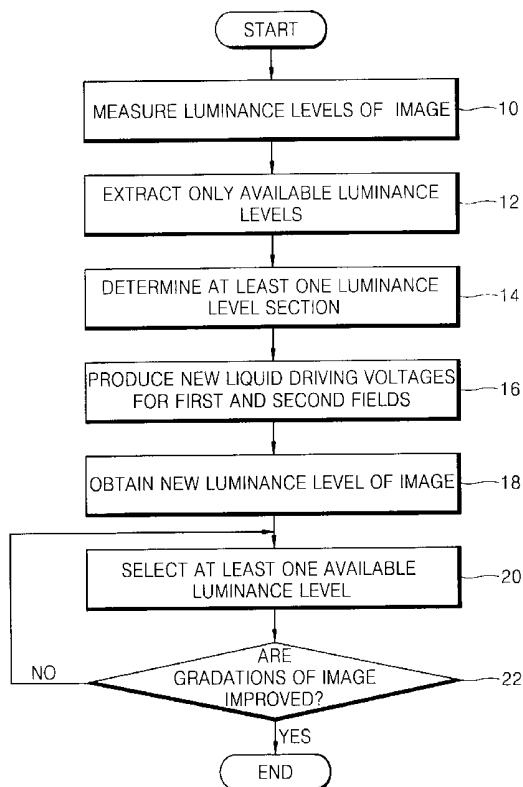 START
MEASURE LUMINANCE LEVELS OF IMAGE
10
EXTRACT ONLY AVAILABLE LUMINANCE
LEVELS
12
DETERMINE AT LEAST ONE LUMINANCE
LEVEL SECTION
14
PRODUCE NEW LIQUID DRIVING VOLTAGES
FOR FIRST AND SECOND FIELDS
16
OBTAIN NEW LUMINANCE LEVEL OF IMAGE
18
SELECT AT LEAST ONE AVAILABLE
LUMINANCE LEVEL
20
ARE
GRADATIONS OF IMAGE
IMPROVED?
22
NO
YES
END